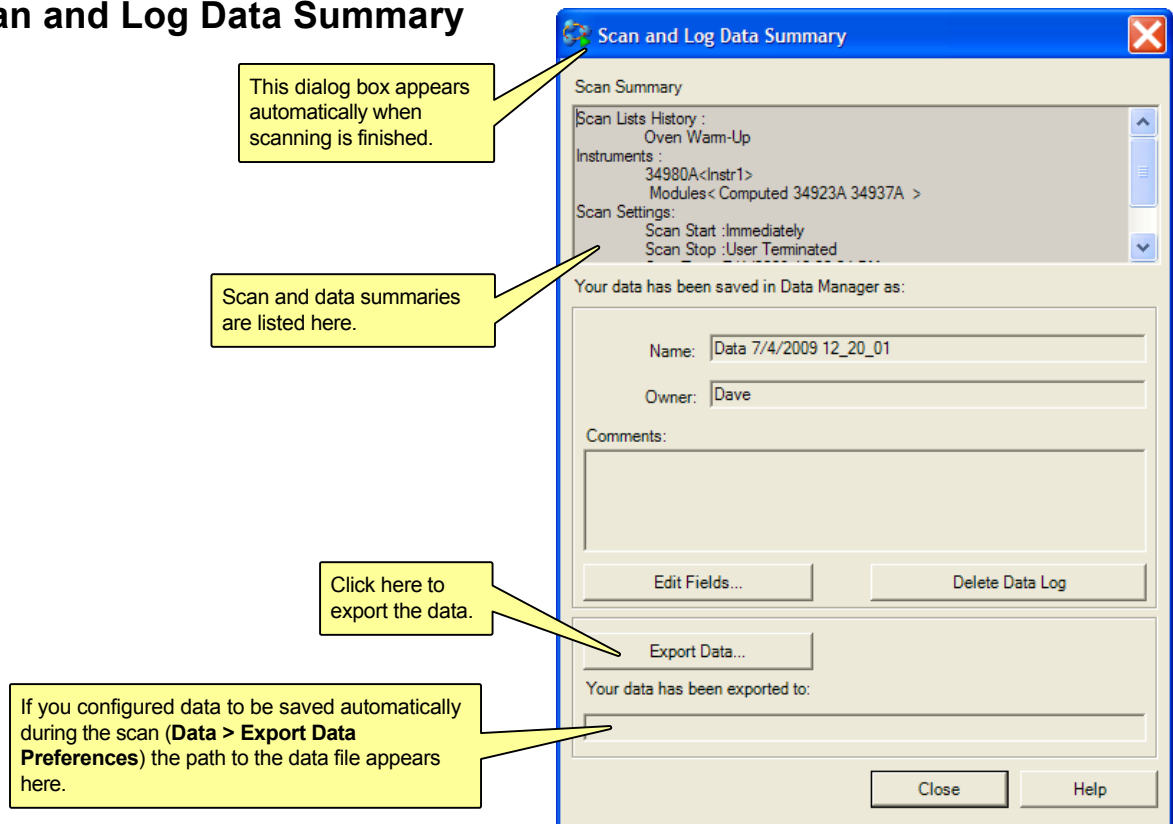 an and Log Data Summary
This dialog box appears
automatically when
scanning is finished.
Scan and data summaries
are listed here.
Click here to
export the data.
If you configured data to be saved automatically
during the scan (Data > Export Data
Preferences) the path to the data file appears
here.
Scan and Log Data Summary
Scan Summary
Scan Lists History :
Oven Warm-Up
Instruments :
34980A<Instr1>
Modules< Computed 34923A 34937A >
Scan Settings:
Scan Start :Immediately
Scan Stop :User Terminated
Your data has been saved in Data Manager as:
Name: Data 7/4/2009 12_20_01
Owner: Dave
Comments:
Edit Fields... Delete Data Log
Export Data...
Your data has been exported to:
Close Help